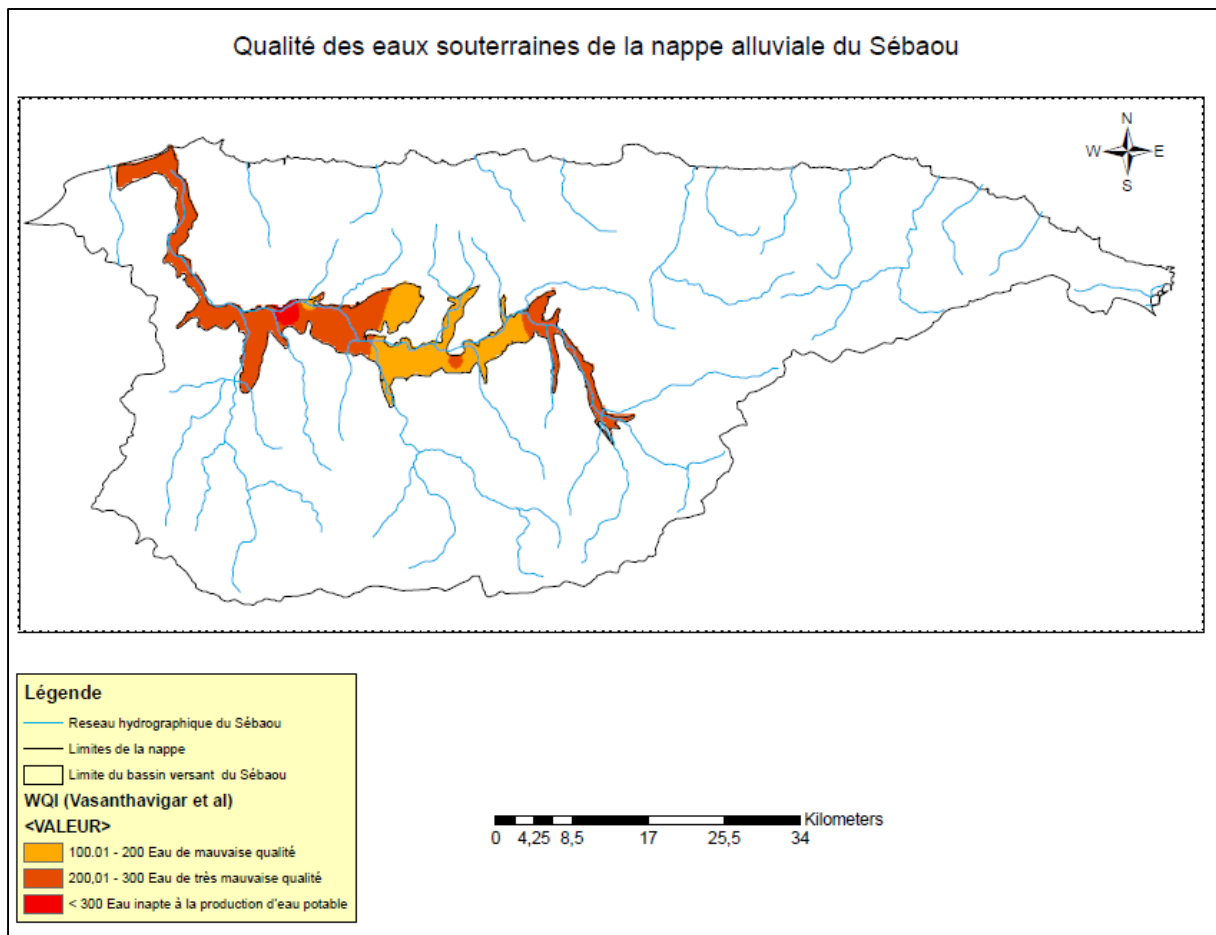 Qualité des eaux souterraines de la nappe alluviale du Sébaou
N
W E
S
Légende
Reseau hydrographique du Sébaou
Limites de la nappe
Limite du bassin versant du Sébaou
WQI (Vasanthavigar et al)
<VALEUR>
100.01 - 200 Eau de mauvaise qualité
200,01 - 300 Eau de très mauvaise qualité
< 300 Eau inapte à la production d'eau potable
Kilometers
0 4,25 8,5 17 25,5 34